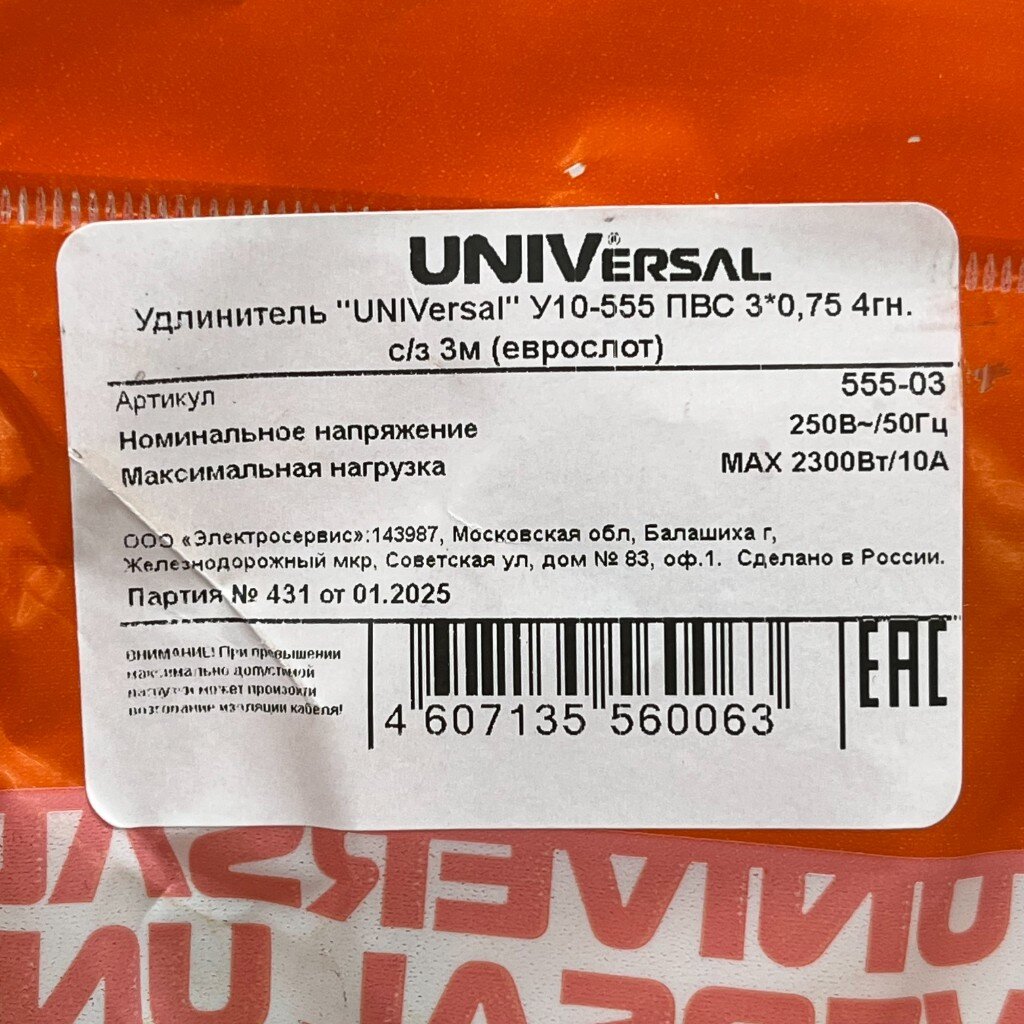 UNIVERSAL®
Удлинитель "UNIVersal" У10-555 ПВС 3*0,75 4гн.
с/з 3м (еврослот)
Артикул 555-03
Номинальное напряжение 250В~/50Гц
Максимальная нагрузка MAX 2300Вт/10А
ООО «Электросервис»:143987, Московская обл, Балашиха г,
Железнодорожный мкр, Советская ул, дом № 83, оф.1. Сделано в России.
Партия № 431 от 01.2025
ВНИМАНИЕ! При превышении
максимально допустимой
нагрузки может произойти
возгорание изоляции кабеля!
4 607135 560063
EAC
UNIVERSAL